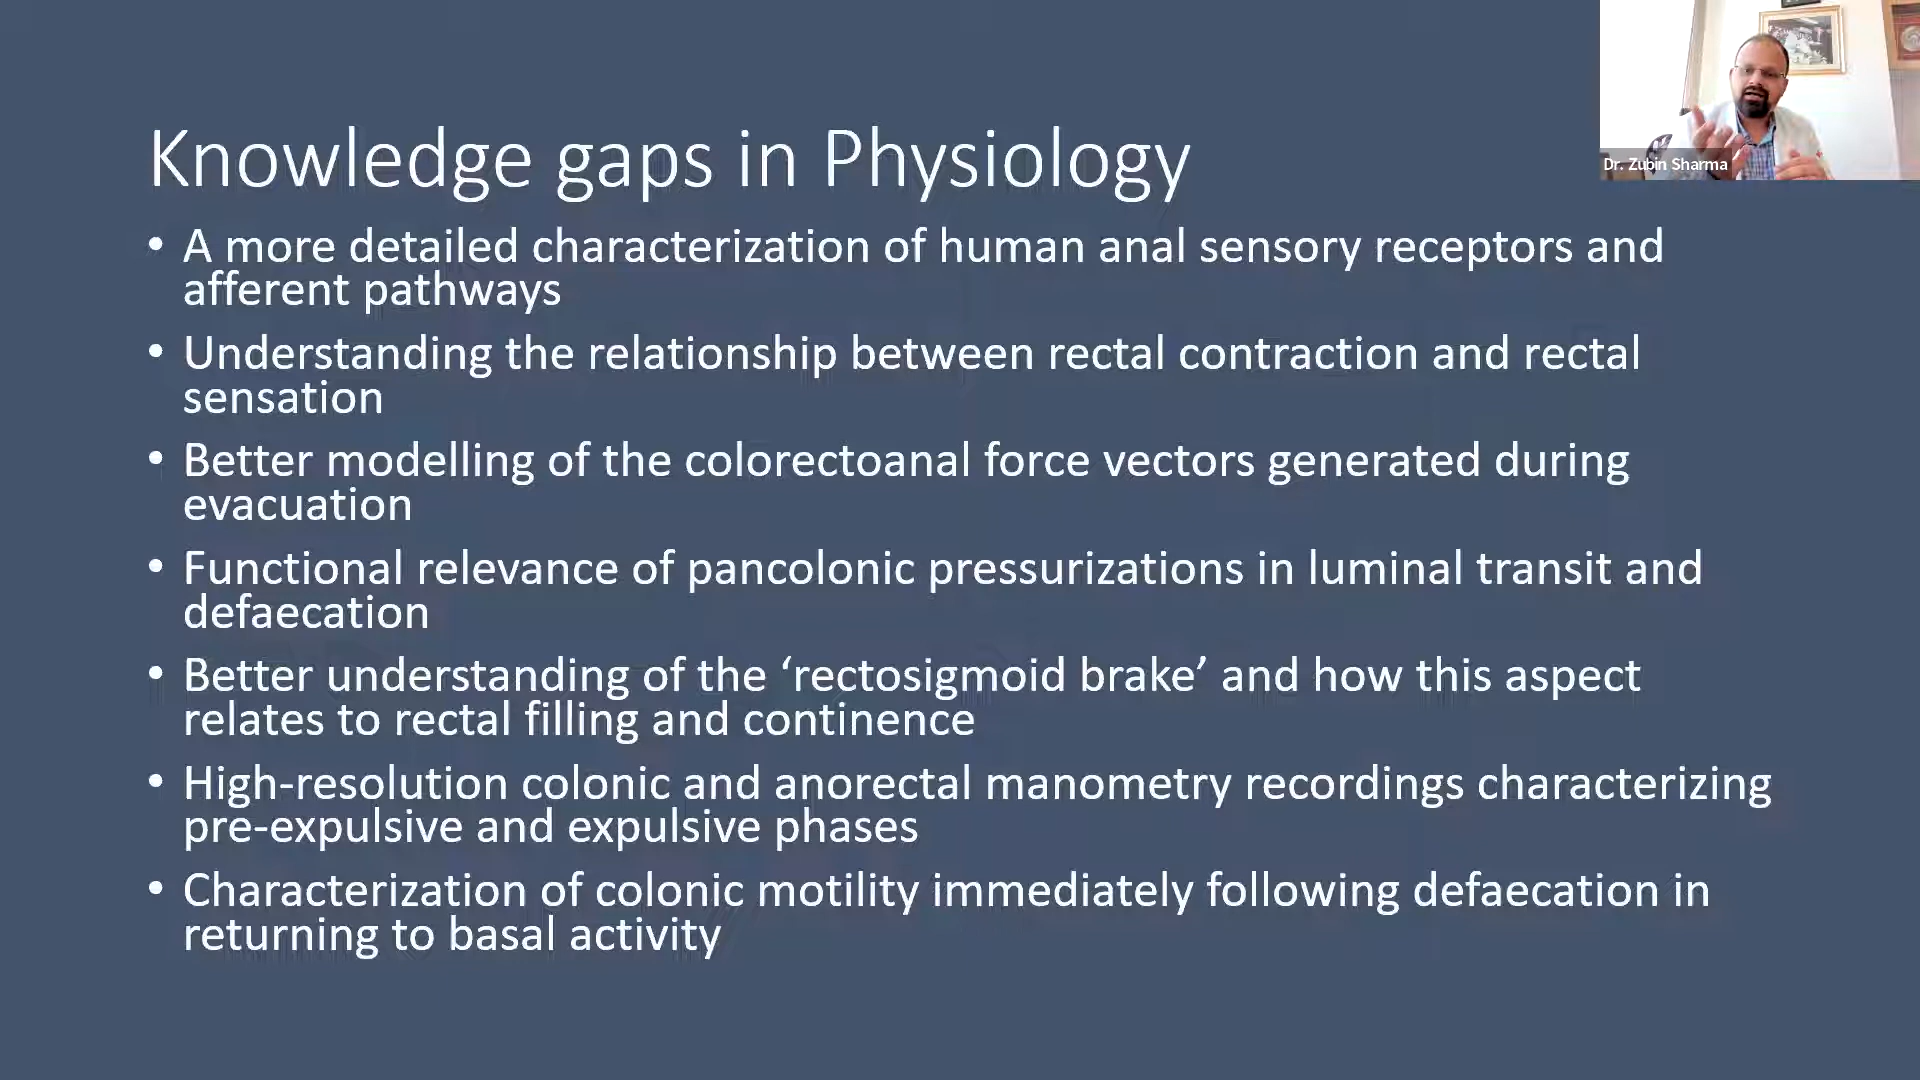 Knowledge gaps in Physiology
Dr. Zubin Sharma
• A more detailed characterization of human anal sensory receptors and
afferent pathways
• Understanding the relationship between rectal contraction and rectal
sensation
• Better modelling of the colorectoanal force vectors generated during
evacuation
• Functional relevance of pancolonic pressurizations in luminal transit and
defaecation
• Better understanding of the ‘rectosigmoid brake’ and how this aspect
relates to rectal filling and continence
• High-resolution colonic and anorectal manometry recordings characterizing
pre-expulsive and expulsive phases
• Characterization of colonic motility immediately following defaecation in
returning to basal activity